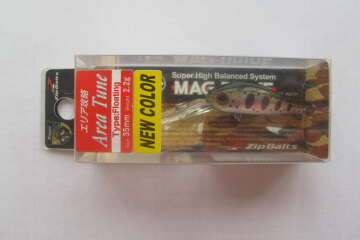 Super High Balanced System
MAG
エリア攻略
Area Tune
Type:Floating
35mm 2.2g
NEW COLOR
ZipBaits
ZipBaits